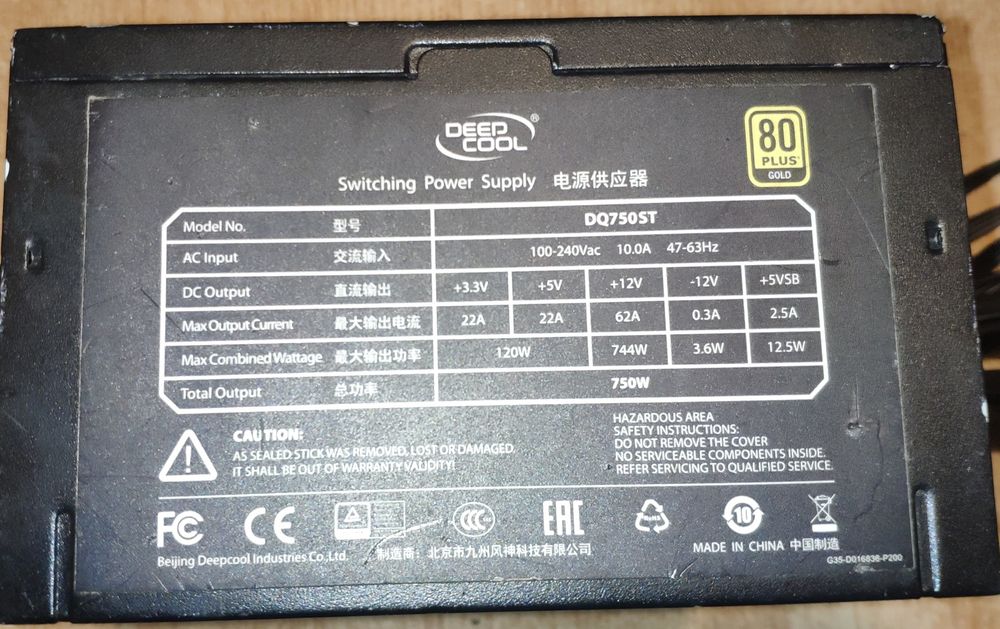 DEEP
COOL ®
80
PLUS®
GOLD
Switching Power Supply 电源供应器
Model No. 型号 DQ750ST
AC Input 交流输入 100-240Vac 10.0A 47-63Hz
DC Output 直流输出 +3.3V +5V +12V -12V +5VSB
Max Output Current 最大输出电流 22A 22A 62A 0.3A 2.5A
Max Combined Wattage 最大输出功率 120W 744W 3.6W 12.5W
Total Output 总功率 750W
CAUTION:
AS SEALED STICK WAS REMOVED, LOST OR DAMAGED.
IT SHALL BE OUT OF WARRANTY VALIDITY!
HAZARDOUS AREA
SAFETY INSTRUCTIONS:
DO NOT REMOVE THE COVER
NO SERVICEABLE COMPONENTS INSIDE.
REFER SERVICING TO QUALIFIED SERVICE.
FC CE CCC EAC RoHS 10
Beijing Deepcool Industries Co.,Ltd. 制造商: 北京市九州风神科技有限公司
MADE IN CHINA 中国制造
G35-D016836-P200